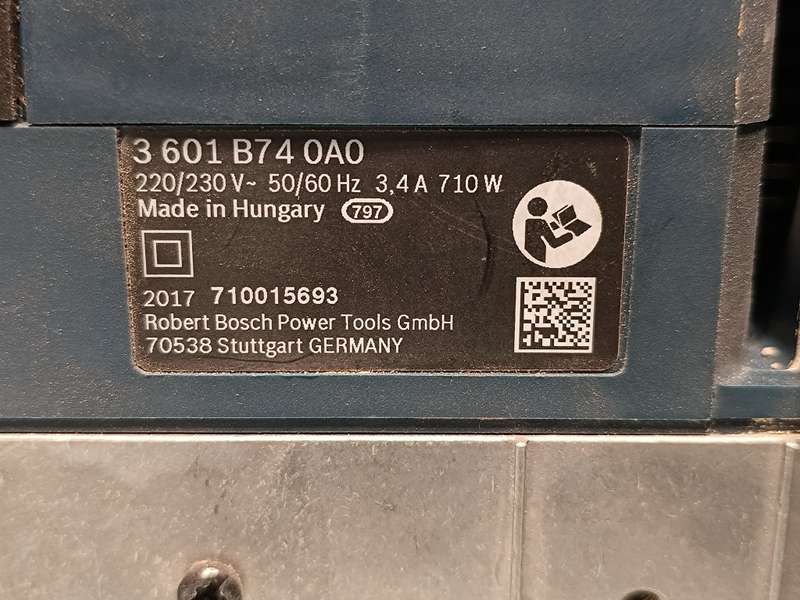 3 601 B74 0A0
220/230 V~ 50/60 Hz 3,4 A 710 W
Made in Hungary 797
2017 710015693
Robert Bosch Power Tools GmbH
70538 Stuttgart GERMANY